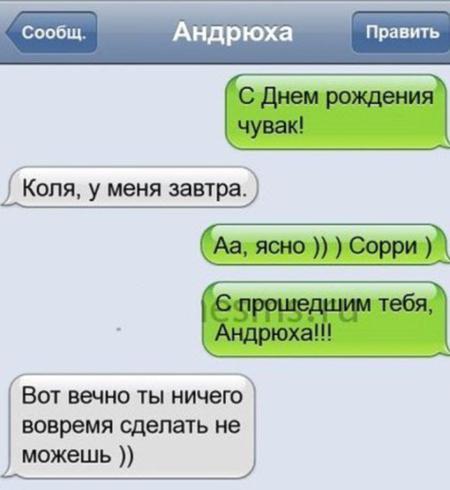 Сообщ.
Андрюха
Править
С Днем рождения
чувак!
Коля, у меня завтра.
Аа, ясно )) ) Сорри )
С прошедшим тебя,
Андрюха!!!
Вот вечно ты ничего
вовремя сделать не
можешь ))